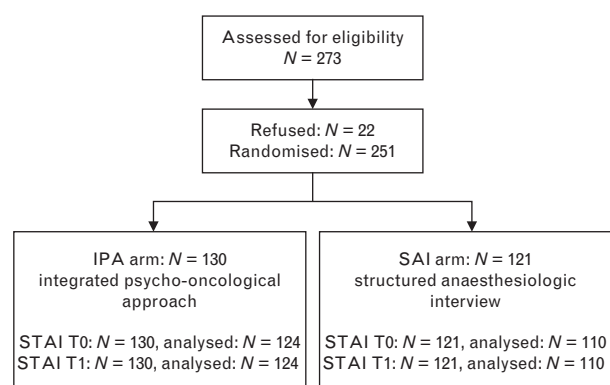 Assessed for eligibility
N = 273
Refused: N = 22
Randomised: N = 251
IPA arm: N = 130
integrated psycho-oncological
approach
STAI T0: N = 130, analysed: N = 124
STAI T1: N = 130, analysed: N = 124
SAI arm: N = 121
structured anaesthesiologic
interview
STAI T0: N = 121, analysed: N = 110
STAI T1: N = 121, analysed: N = 110